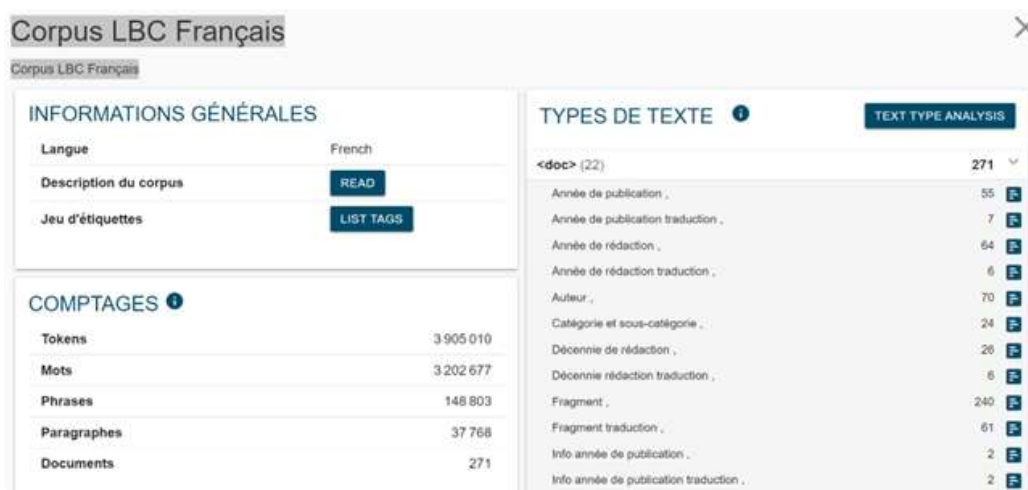 Corpus LBC Français
Corpus LBC Français
INFORMATIONS GÉNÉRALES
Langue French
Description du corpus READ
Jeu d'étiquettes LIST TAGS
COMPTAGES
Tokens 3 905 010
Mots 3 202 677
Phrases 148 803
Paragraphes 37 768
Documents 271
TYPES DE TEXTE TEXT TYPE ANALYSIS
<doc> (22) 271
Année de publication , 55
Année de publication traduction , 7
Année de rédaction , 64
Année de rédaction traduction , 6
Auteur , 70
Catégorie et sous-catégorie , 24
Décennie de rédaction , 26
Décennie rédaction traduction , 6
Fragment , 240
Fragment traduction , 61
Info année de publication , 2
Info année de publication traduction , 2